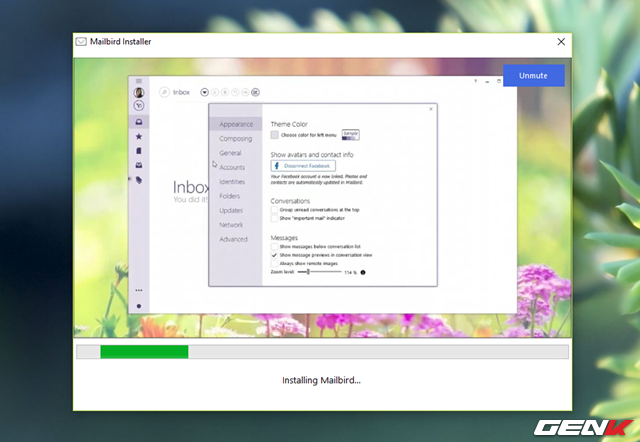 Mailbird Installer
Unmute
Inbox
Inbox
You did it
Appearance
Composing
General
Accounts
Identities
Folders
Updates
Network
Advanced
Theme Color
Choose color for left menu
Sample
Show avatars and contact info
Disconnect Facebook
Your Facebook account is now linked. Photos and
contacts are automatically updated in Mailbird.
Conversations
Group unread conversations at the top
Show "important mail" indicator
Messages
Show messages below conversation list
Show message previews in conversation view
Always show remote images
Zoom level: 114 %
Installing Mailbird...
GENK